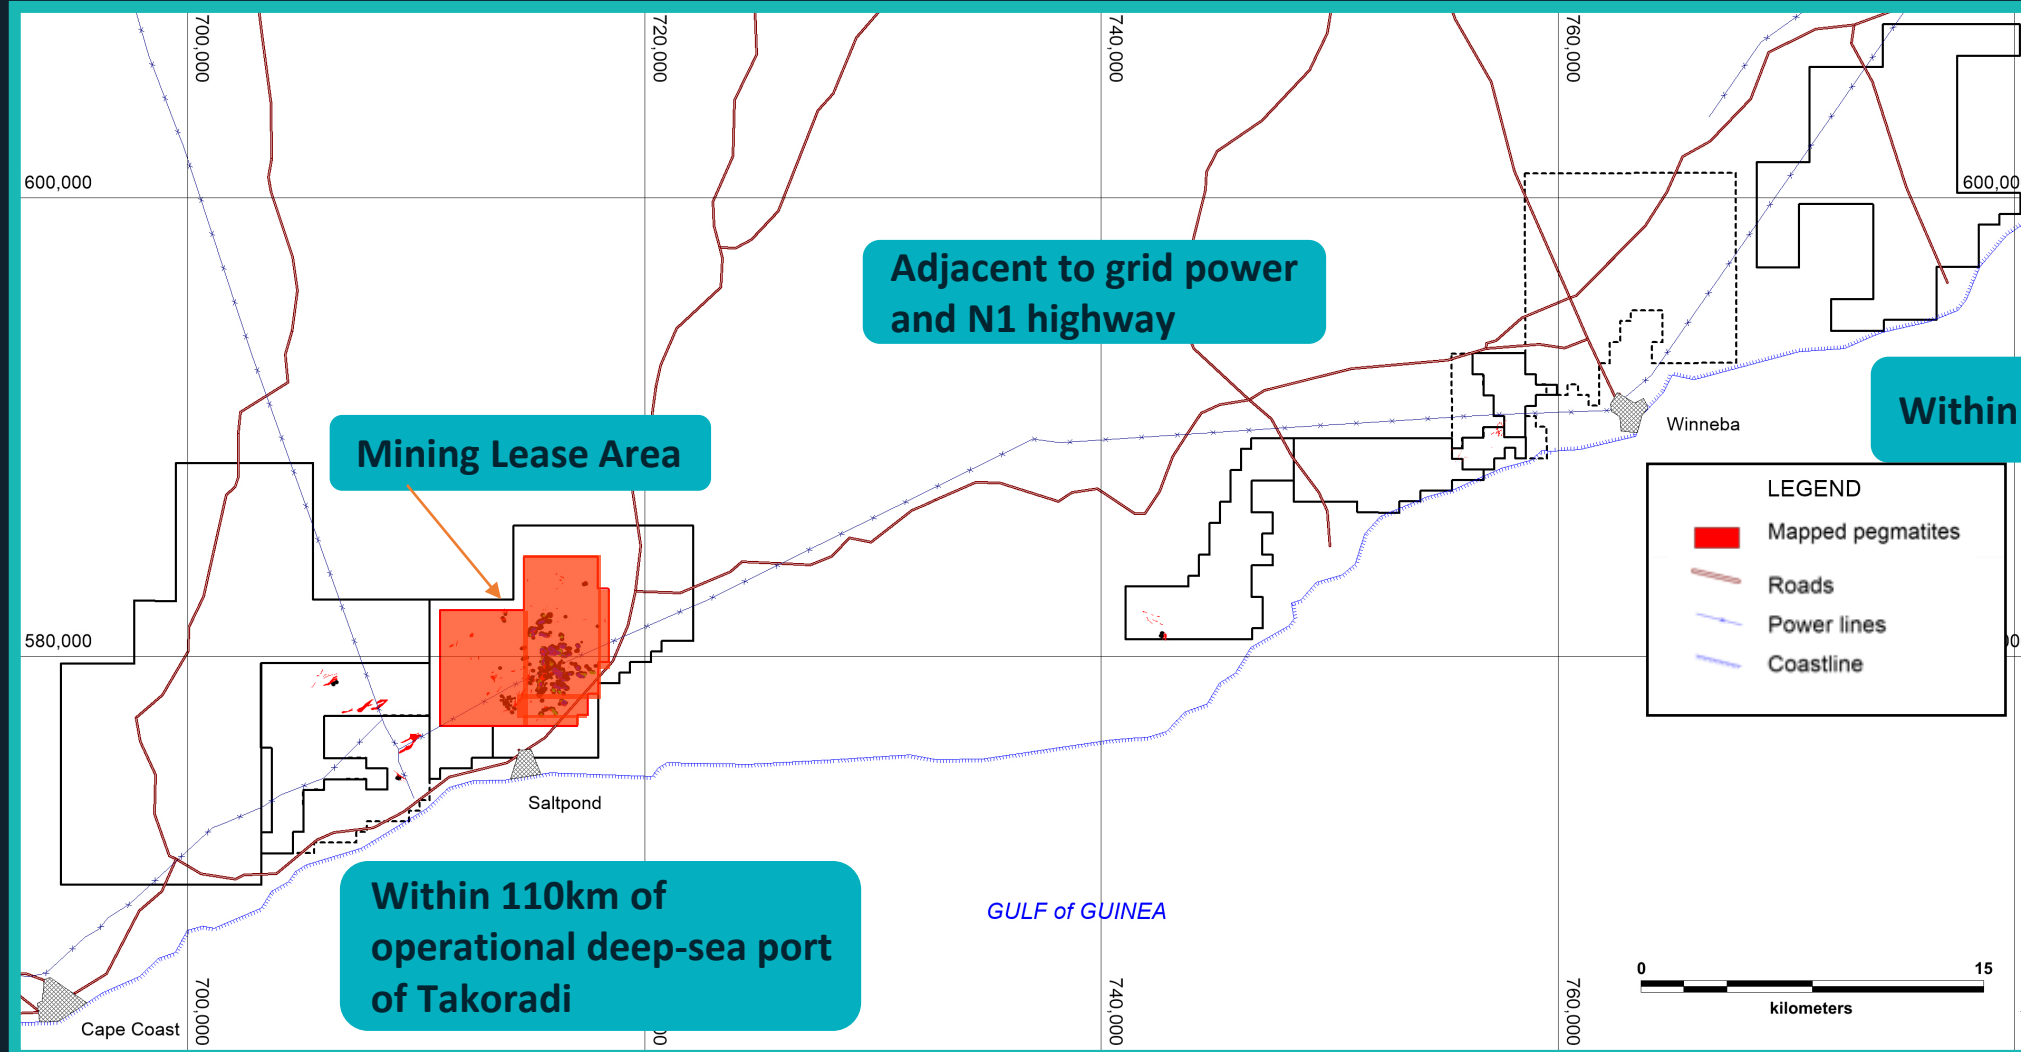 700,000
720,000
740,000
760,000
600,000
600,00
Adjacent to grid power
and N1 highway
Mining Lease Area
Within
Winneba
LEGEND
Mapped pegmatites
Roads
Power lines
Coastline
580,000
00
Saltpond
Within 110km of
operational deep-sea port
of Takoradi
GULF of GUINEA
0 15
kilometers
Cape Coast
700,000
00
740,000
760,000